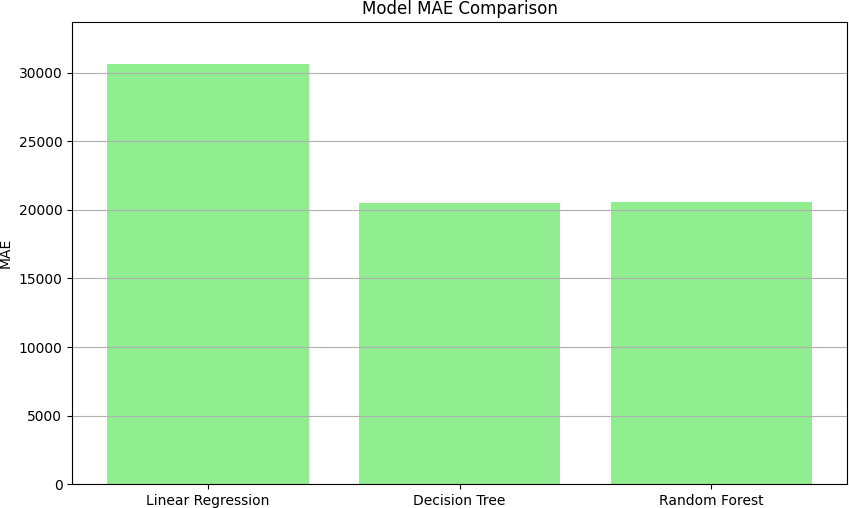 Model MAE Comparison
MAE
30000
25000
20000
15000
10000
5000
0
Linear Regression
Decision Tree
Random Forest